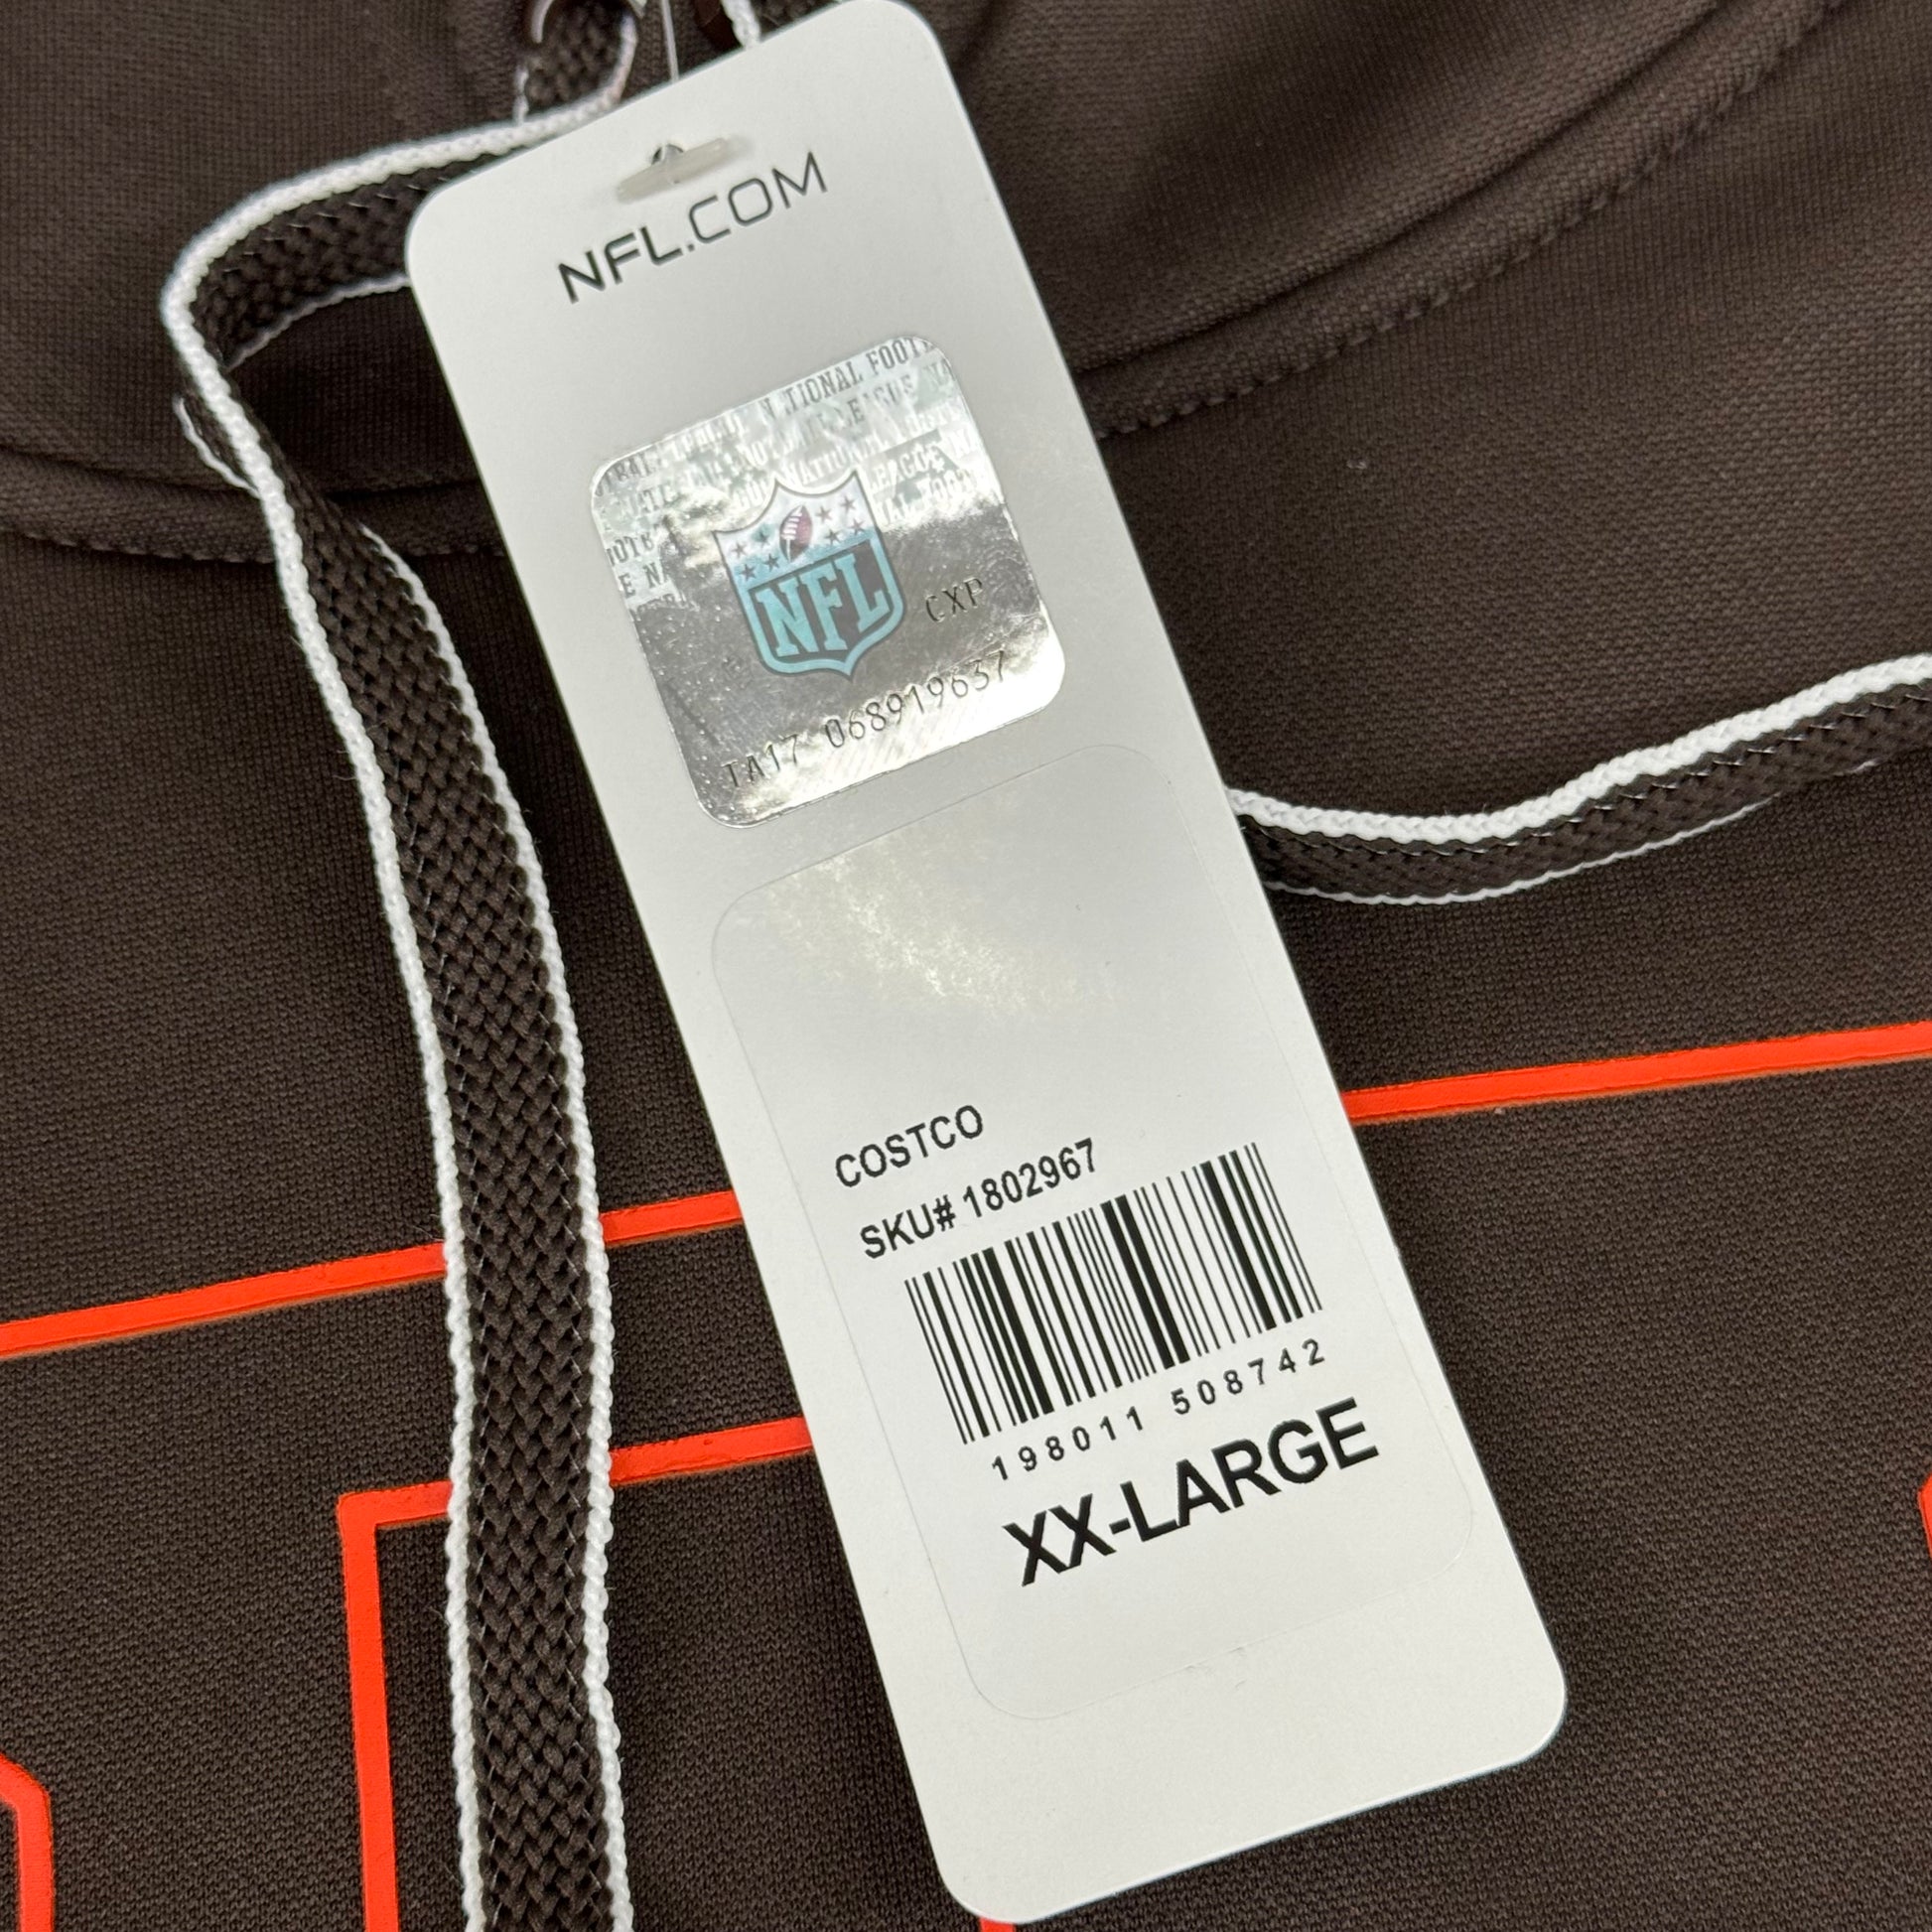 NFL.COM
NFL
CXP
TA17 068919637
COSTCO
SKU# 1802967
198011 508742
XX-LARGE